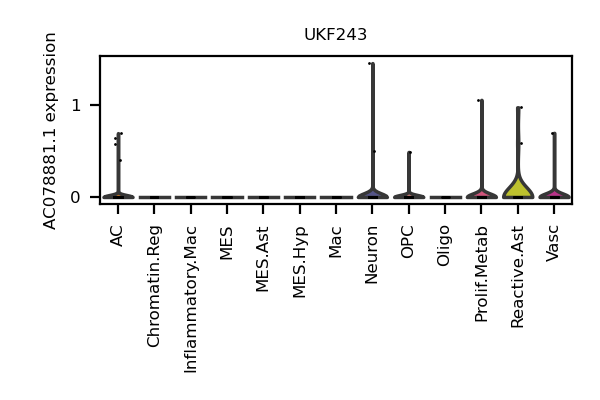 UKF243
AC078881.1 expression
1
0
AC
Chromatin.Reg
Inflammatory.Mac
MES
MES.Ast
MES.Hyp
Mac
Neuron
OPC
Oligo
Prolif.Metab
Reactive.Ast
Vasc